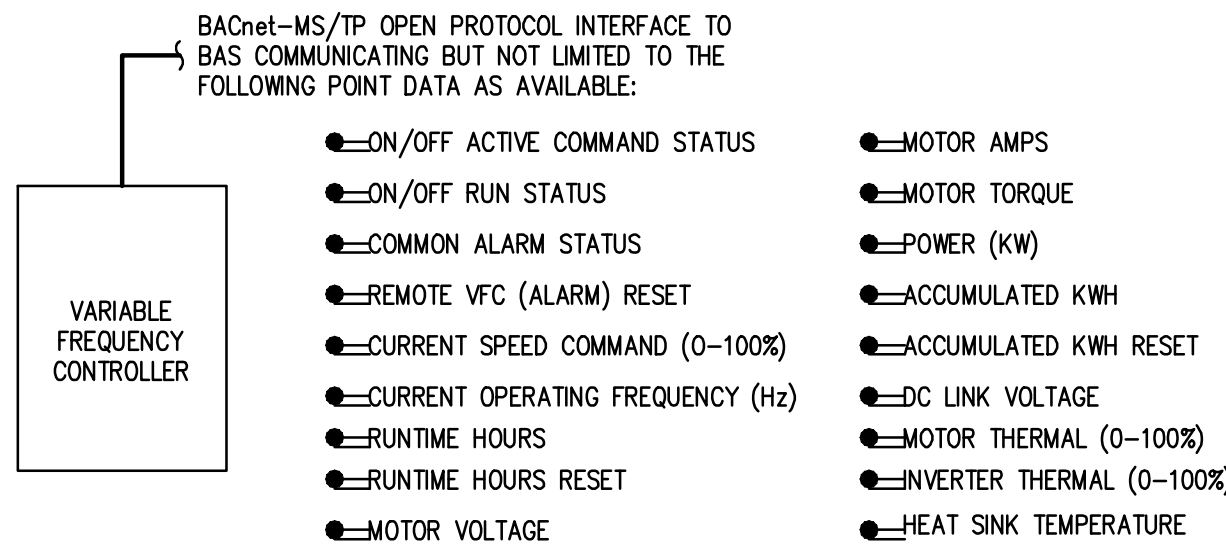 BACnet-MS/TP OPEN PROTOCOL INTERFACE TO
BAS COMMUNICATING BUT NOT LIMITED TO THE
FOLLOWING POINT DATA AS AVAILABLE:
VARIABLE
FREQUENCY
CONTROLLER
ON/OFF ACTIVE COMMAND STATUS
ON/OFF RUN STATUS
COMMON ALARM STATUS
REMOTE VFC (ALARM) RESET
CURRENT SPEED COMMAND (0-100%)
CURRENT OPERATING FREQUENCY (Hz)
RUNTIME HOURS
RUNTIME HOURS RESET
MOTOR VOLTAGE
MOTOR AMPS
MOTOR TORQUE
POWER (KW)
ACCUMULATED KWH
ACCUMULATED KWH RESET
DC LINK VOLTAGE
MOTOR THERMAL (0-100%)
INVERTER THERMAL (0-100%)
HEAT SINK TEMPERATURE